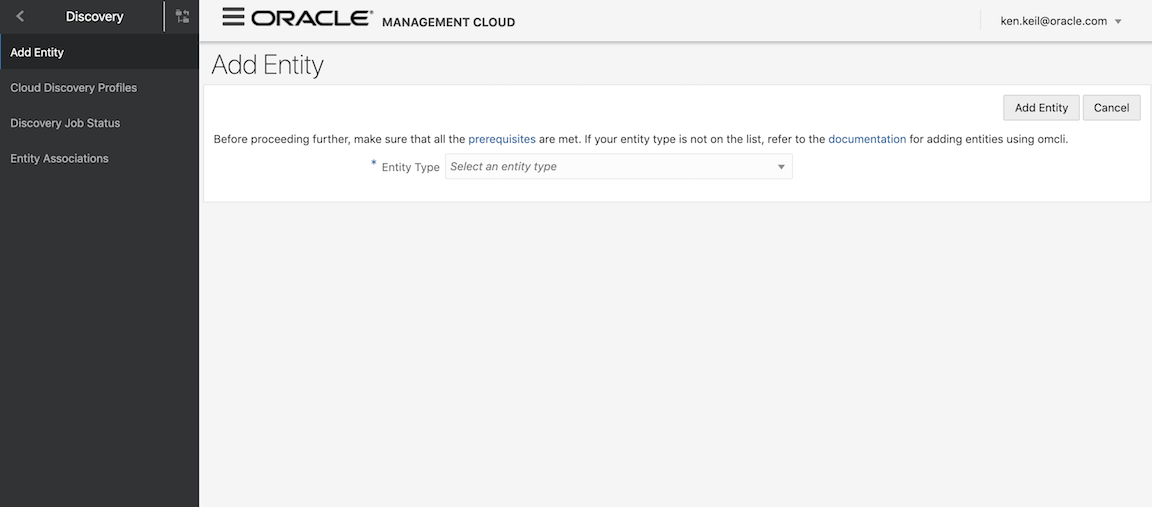 Discovery
Add Entity
Cloud Discovery Profiles
Discovery Job Status
Entity Associations
ORACLE® MANAGEMENT CLOUD
ken.keil@oracle.com
Add Entity
Add Entity Cancel
Before proceeding further, make sure that all the prerequisites are met. If your entity type is not on the list, refer to the documentation for adding entities using omcli.
* Entity Type Select an entity type